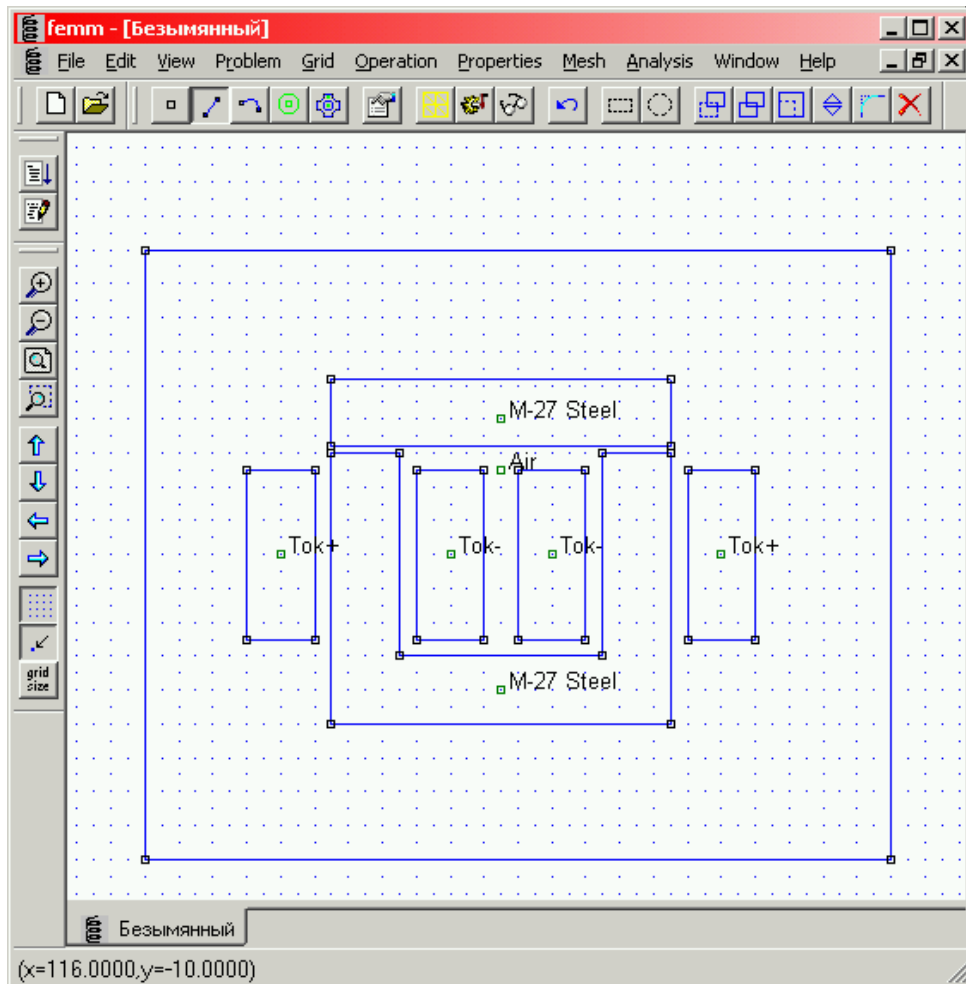 femm - [Безымянный]
File Edit View Problem Grid Operation Properties Mesh Analysis Window Help
M-27 Steel
Air
Tok+ Tok- Tok- Tok+
grid
size
M-27 Steel
Безымянный
(x=116.0000,y=-10.0000)